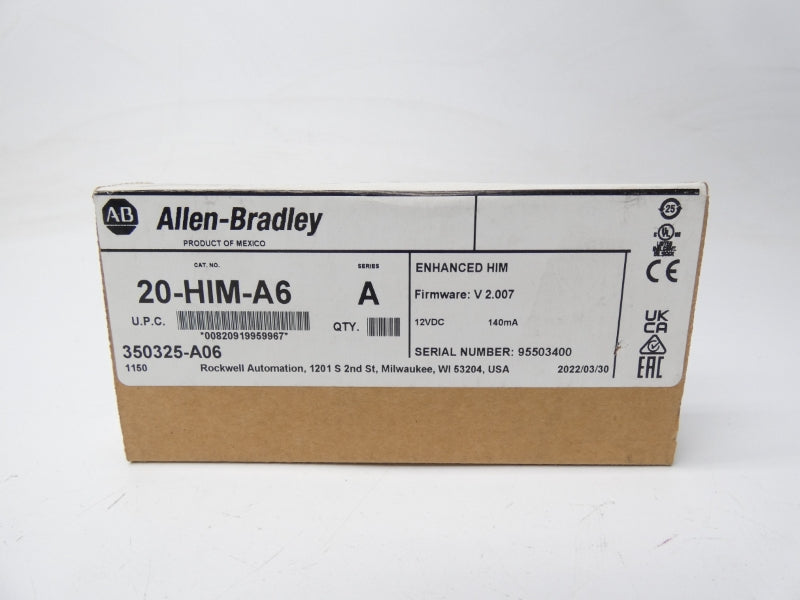 AB Allen-Bradley
PRODUCT OF MEXICO
CAT. NO.
SERIES
20-HIM-A6 A
U.P.C.
QTY.
*00820919959967*
350325-A06
1150 Rockwell Automation, 1201 S 2nd St, Milwaukee, WI 53204, USA
ENHANCED HIM
Firmware: V 2.007
12VDC 140mA
SERIAL NUMBER: 95503400
2022/03/30
25
UL
CE
UK
CA
EAC